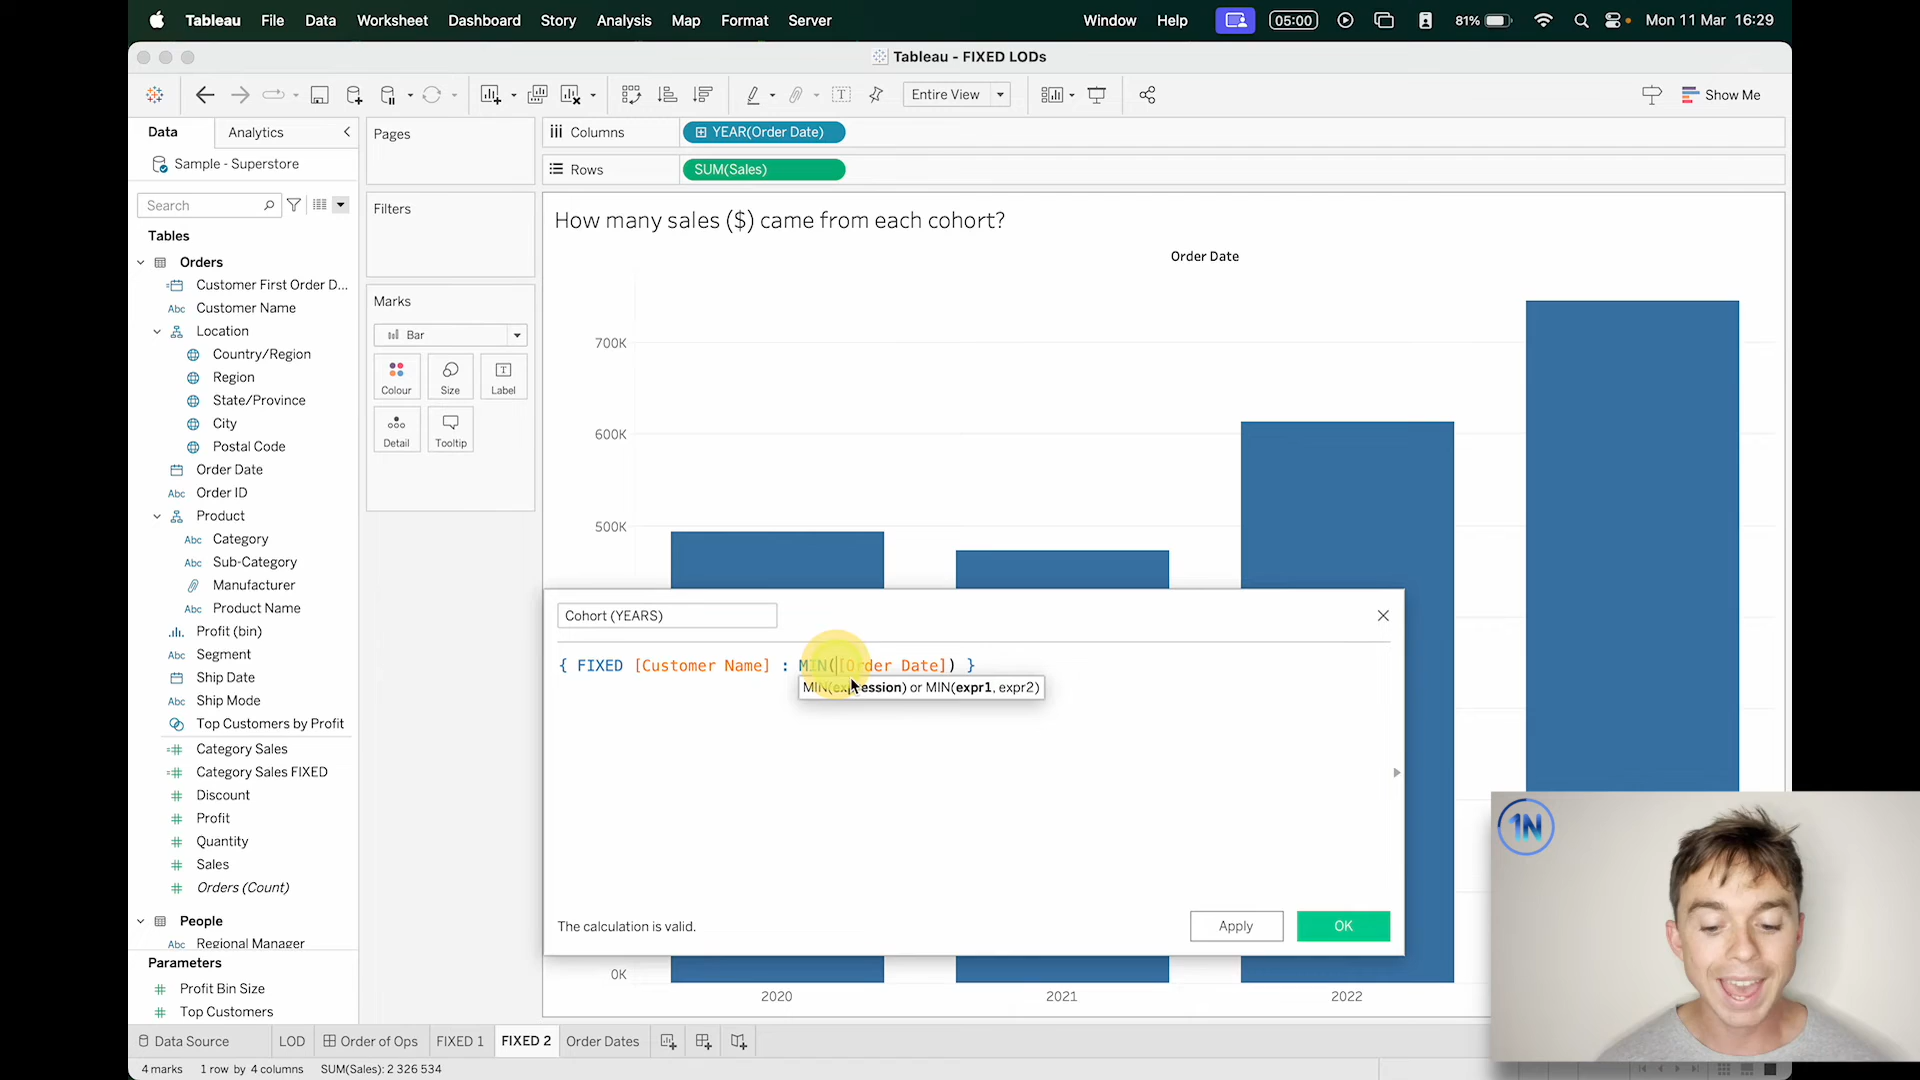 Tableau File Data Worksheet Dashboard Story Analysis Map Format Server Window Help 05:00 81% Mon 11 Mar 16:29
Tableau - FIXED LODs
Entire View
Show Me
Data Analytics
Sample - Superstore
Search
Tables
Orders
Customer First Order D...
Abc Customer Name
Location
Country/Region
Region
State/Province
City
Postal Code
Order Date
Abc Order ID
Product
Abc Category
Abc Sub-Category
Manufacturer
Abc Product Name
Profit (bin)
Abc Segment
Ship Date
Abc Ship Mode
Top Customers by Profit
Category Sales
Category Sales FIXED
Discount
Profit
Quantity
Sales
Orders (Count)
People
Abc Regional Manager
Parameters
Profit Bin Size
Top Customers
Pages
Filters
Marks
Bar
Colour Size Label
Detail Tooltip
Columns YEAR(Order Date)
Rows SUM(Sales)
How many sales ($) came from each cohort?
Order Date
700K
600K
500K
0K
2020 2021 2022
Cohort (YEARS)
{ FIXED [Customer Name] : MIN([Order Date]) }
MIN(expression) or MIN(expr1, expr2)
The calculation is valid.
Apply OK
1N
Data Source LOD Order of Ops FIXED 1 FIXED 2 Order Dates
4 marks 1 row by 4 columns SUM(Sales): 2 326 534